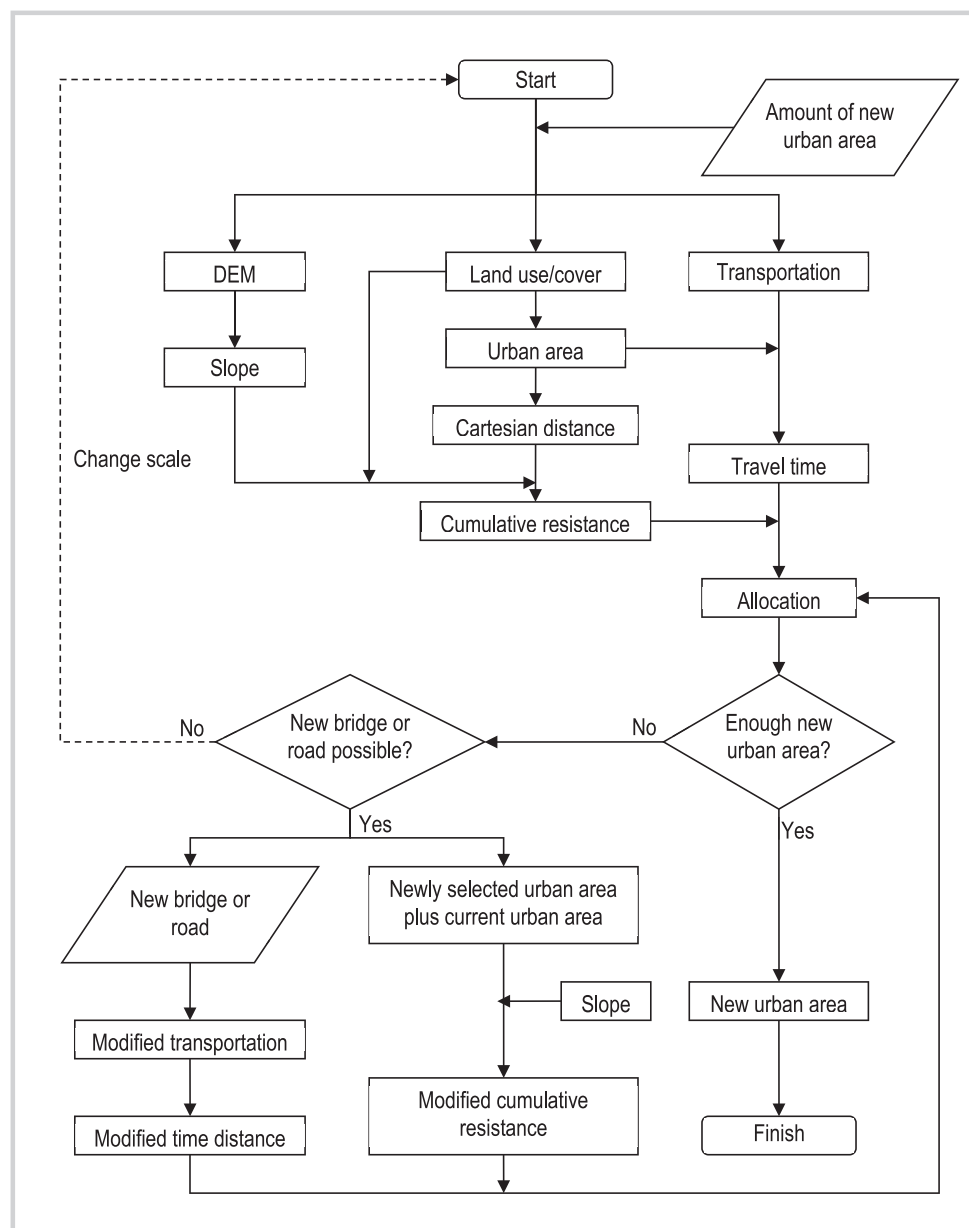 Start
Amount of new
urban area
DEM
Land use/cover
Transportation
Slope
Urban area
Cartesian distance
Change scale
Travel time
Cumulative resistance
Allocation
No
New bridge or
road possible?
No
Enough new
urban area?
Yes
Yes
New bridge or
road
Newly selected urban area
plus current urban area
Slope
New urban area
Modified transportation
Modified cumulative
resistance
Modified time distance
Finish